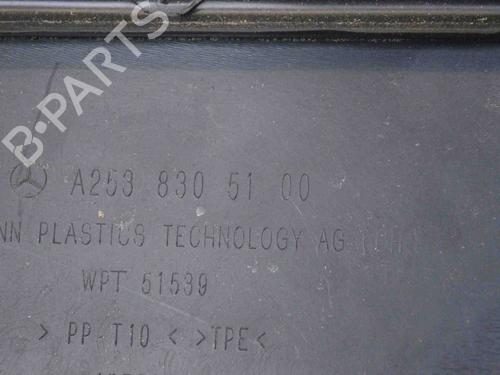 B-PARTS
A253 830 51 00
NN PLASTICS TECHNOLOGY AG
WPT 51539
> PP-T10 < >TPE<